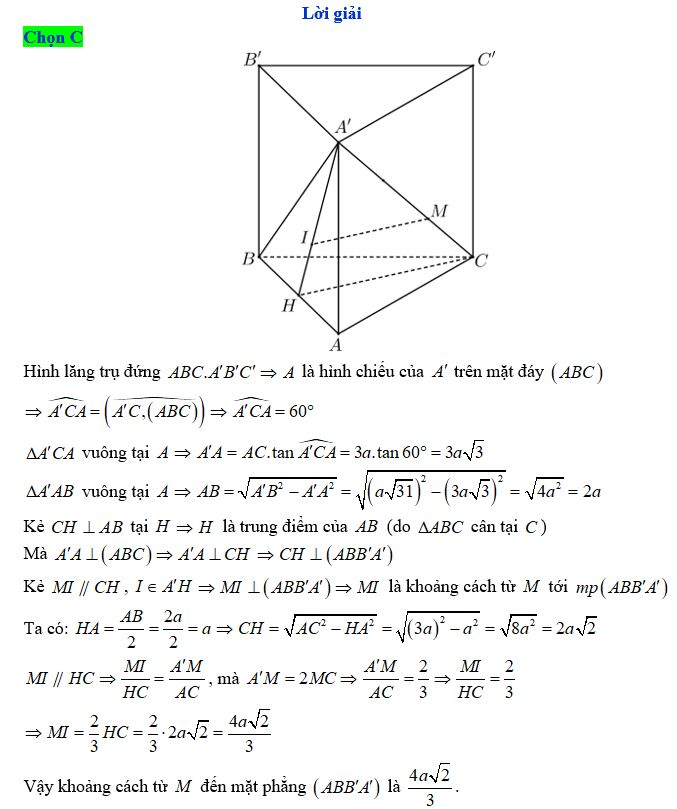 Lời giải
Chọn C
B′ C′
A′
M
I
B C
H
A
Hình lăng trụ đứng ABC.A′B′C′ ⇒ A là hình chiếu của A′ trên mặt đáy (ABC)
⇒ \widehat{A′CA} = (\widehat{A′C,(ABC)}) ⇒ \widehat{A′CA} = 60°
ΔA′CA vuông tại A ⇒ A′A = AC.tan \widehat{A′CA} = 3a.tan 60° = 3a√3
ΔA′AB vuông tại A ⇒ AB = √(A′B² − A′A²) = √((a√31)² − (3a√3)²) = √(4a²) = 2a
Kẻ CH ⊥ AB tại H ⇒ H là trung điểm của AB (do ΔABC cân tại C)
Mà A′A ⊥ (ABC) ⇒ A′A ⊥ CH ⇒ CH ⊥ (ABB′A′)
Kẻ MI // CH , I ∈ A′H ⇒ MI ⊥ (ABB′A′) ⇒ MI là khoảng cách từ M tới mp(ABB′A′)
Ta có: HA = AB/2 = 2a/2 = a ⇒ CH = √(AC² − HA²) = √((3a)² − a²) = √(8a²) = 2a√2
MI // HC ⇒ MI/HC = A′M/AC, mà A′M = 2MC ⇒ A′M/AC = 2/3 ⇒ MI/HC = 2/3
⇒ MI = 2/3 HC = 2/3 · 2a√2 = 4a√2/3
Vậy khoảng cách từ M đến mặt phẳng (ABB′A′) là 4a√2/3.